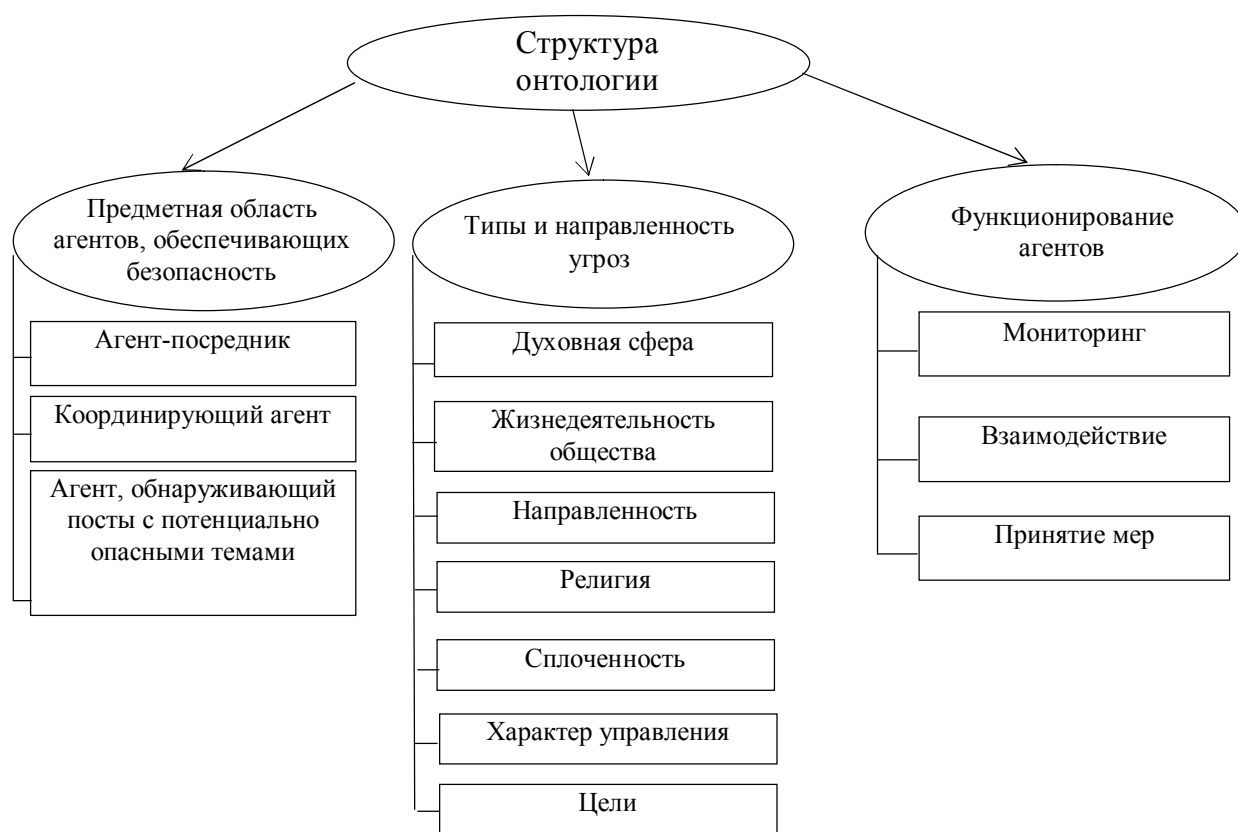 Структура
онтологии
Предметная область
агентов, обеспечивающих
безопасность
Агент-посредник
Координирующий агент
Агент, обнаруживающий
посты с потенциально
опасными темами
Типы и направленность
угроз
Духовная сфера
Жизнедеятельность
общества
Направленность
Религия
Сплоченность
Характер управления
Цели
Функционирование
агентов
Мониторинг
Взаимодействие
Принятие мер